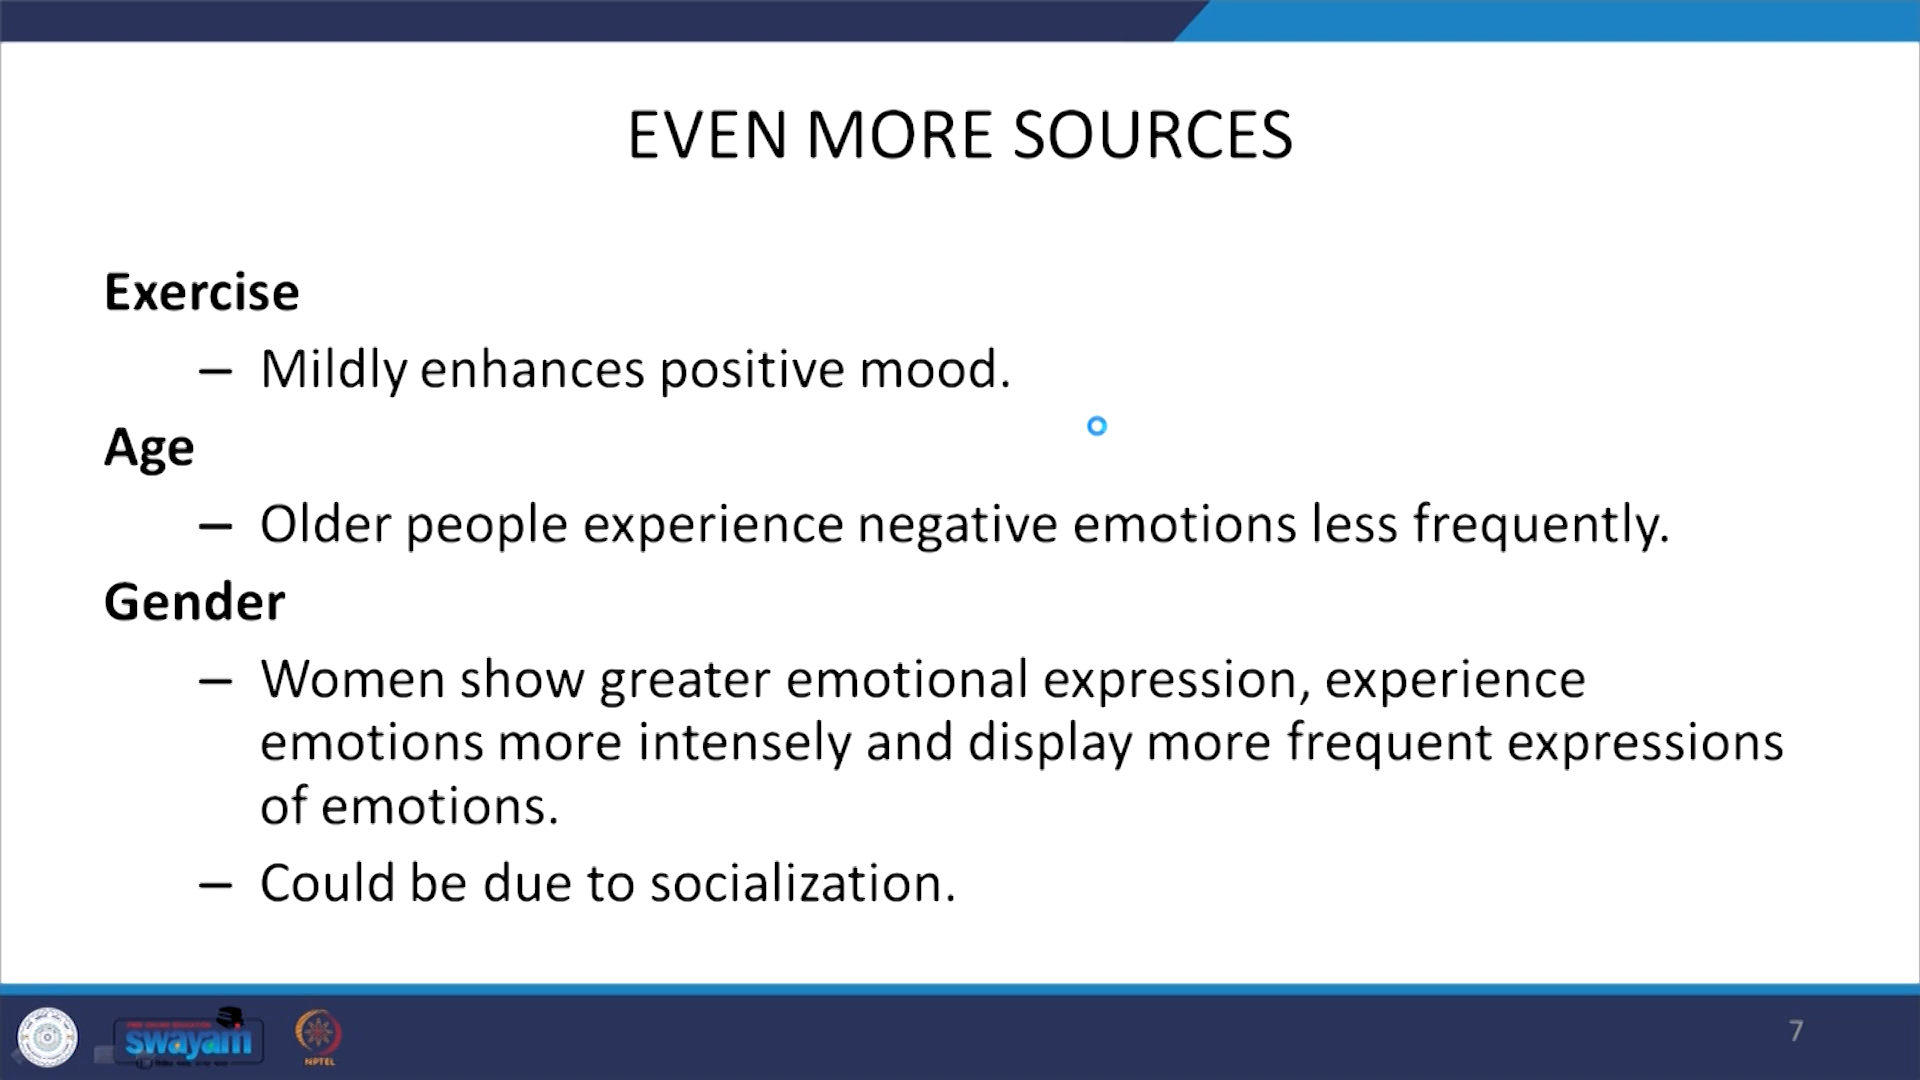 EVEN MORE SOURCES
Exercise
– Mildly enhances positive mood.
Age
– Older people experience negative emotions less frequently.
Gender
– Women show greater emotional expression, experience
emotions more intensely and display more frequent expressions
of emotions.
– Could be due to socialization.
swayam
NPTEL
7